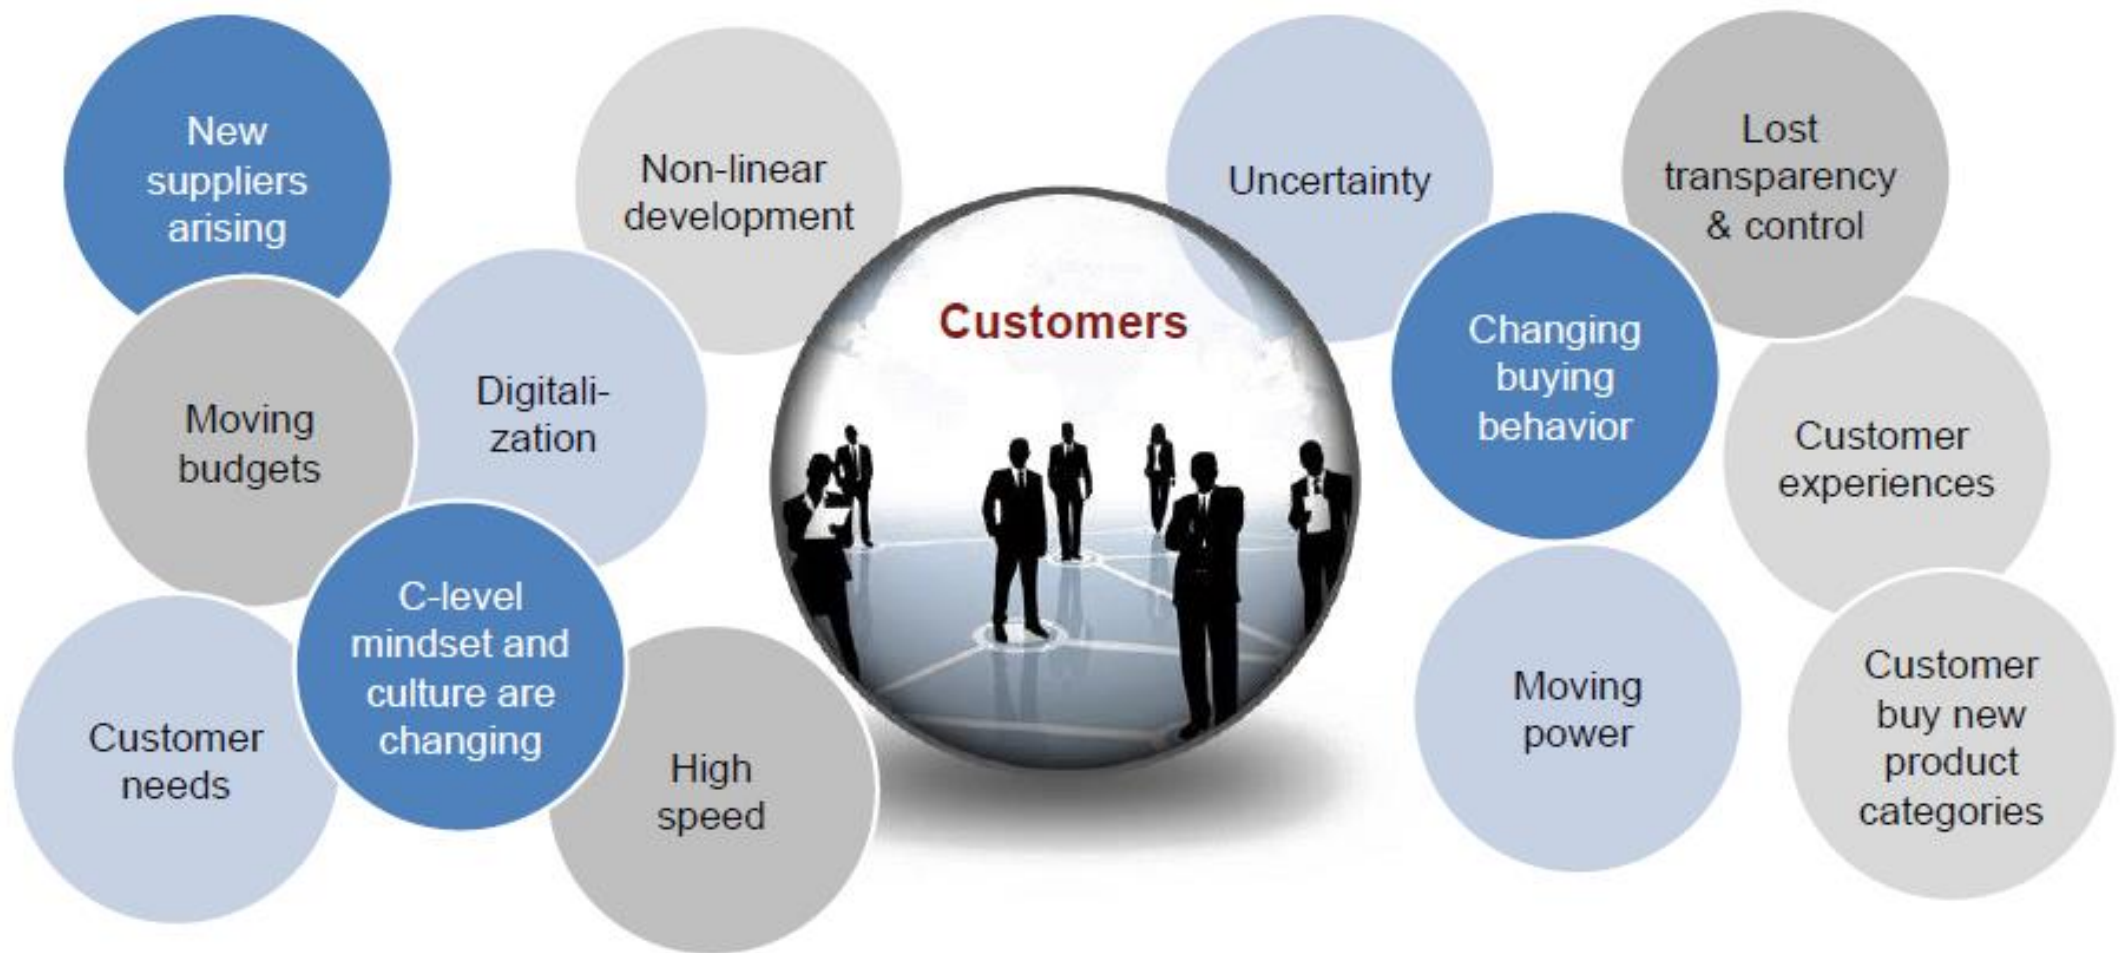 New
suppliers
arising
Non-linear
development
Uncertainty
Lost
transparency
& control
Customers
Changing
buying
behavior
Moving
budgets
Digitali-
zation
Customer
experiences
C-level
mindset and
culture are
changing
Customer
needs
High
speed
Moving
power
Customer
buy new
product
categories